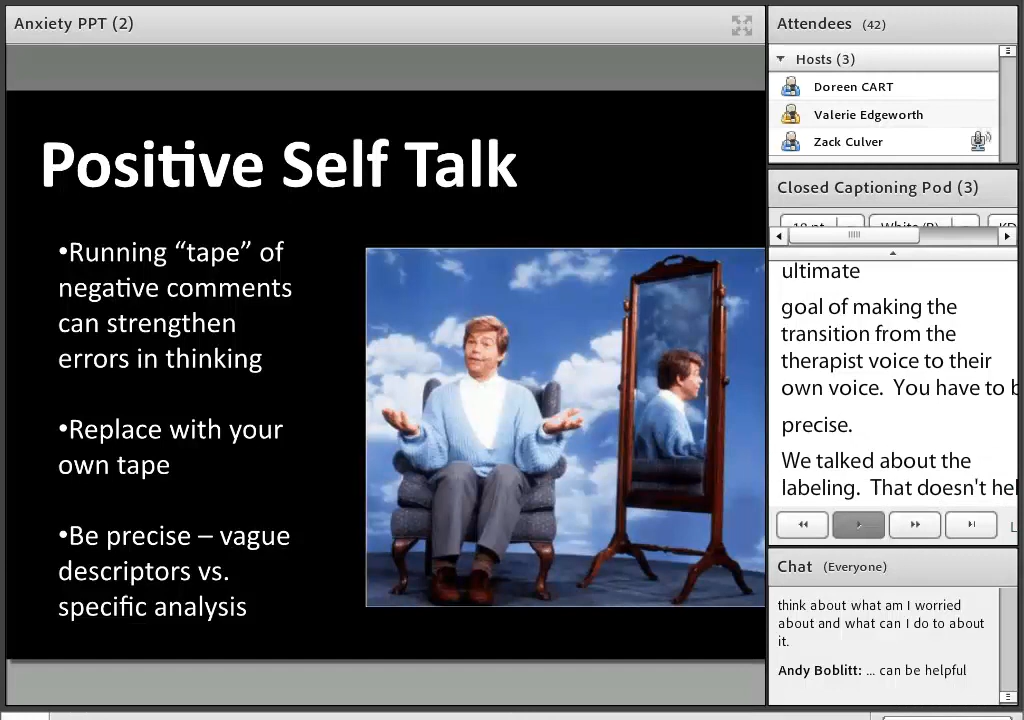 Anxiety PPT (2)
Positive Self Talk
•Running “tape” of
negative comments
can strengthen
errors in thinking
•Replace with your
own tape
•Be precise – vague
descriptors vs.
specific analysis
Attendees (42)
Hosts (3)
Doreen CART
Valerie Edgeworth
Zack Culver
Closed Captioning Pod (3)
ultimate
goal of making the
transition from the
therapist voice to their
own voice. You have to b
precise.
We talked about the
labeling. That doesn't hel
Chat (Everyone)
think about what am I worried
about and what can I do to about
it.
Andy Boblitt: ... can be helpful